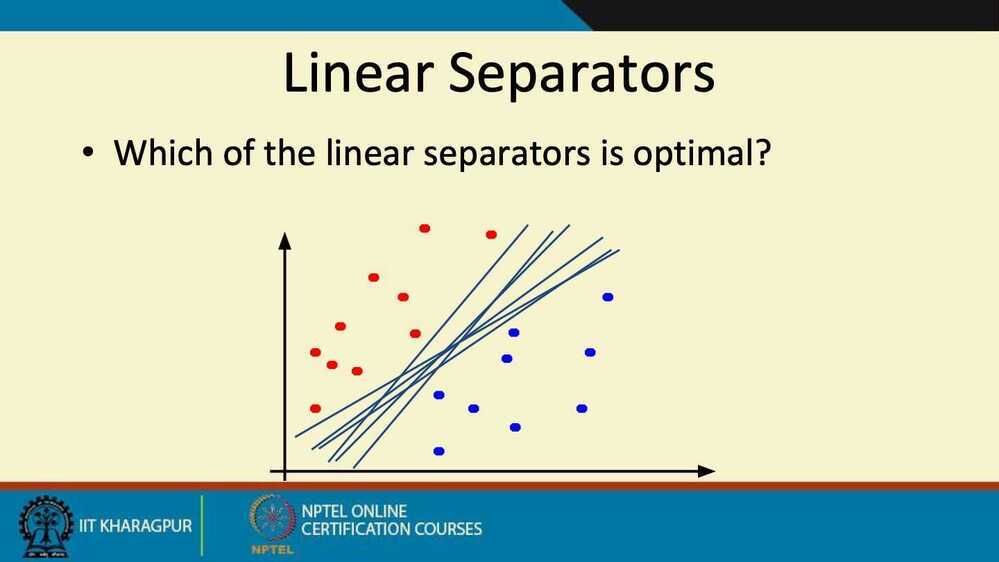 Linear Separators
• Which of the linear separators is optimal?
IIT KHARAGPUR
NPTEL
NPTEL ONLINE
CERTIFICATION COURSES